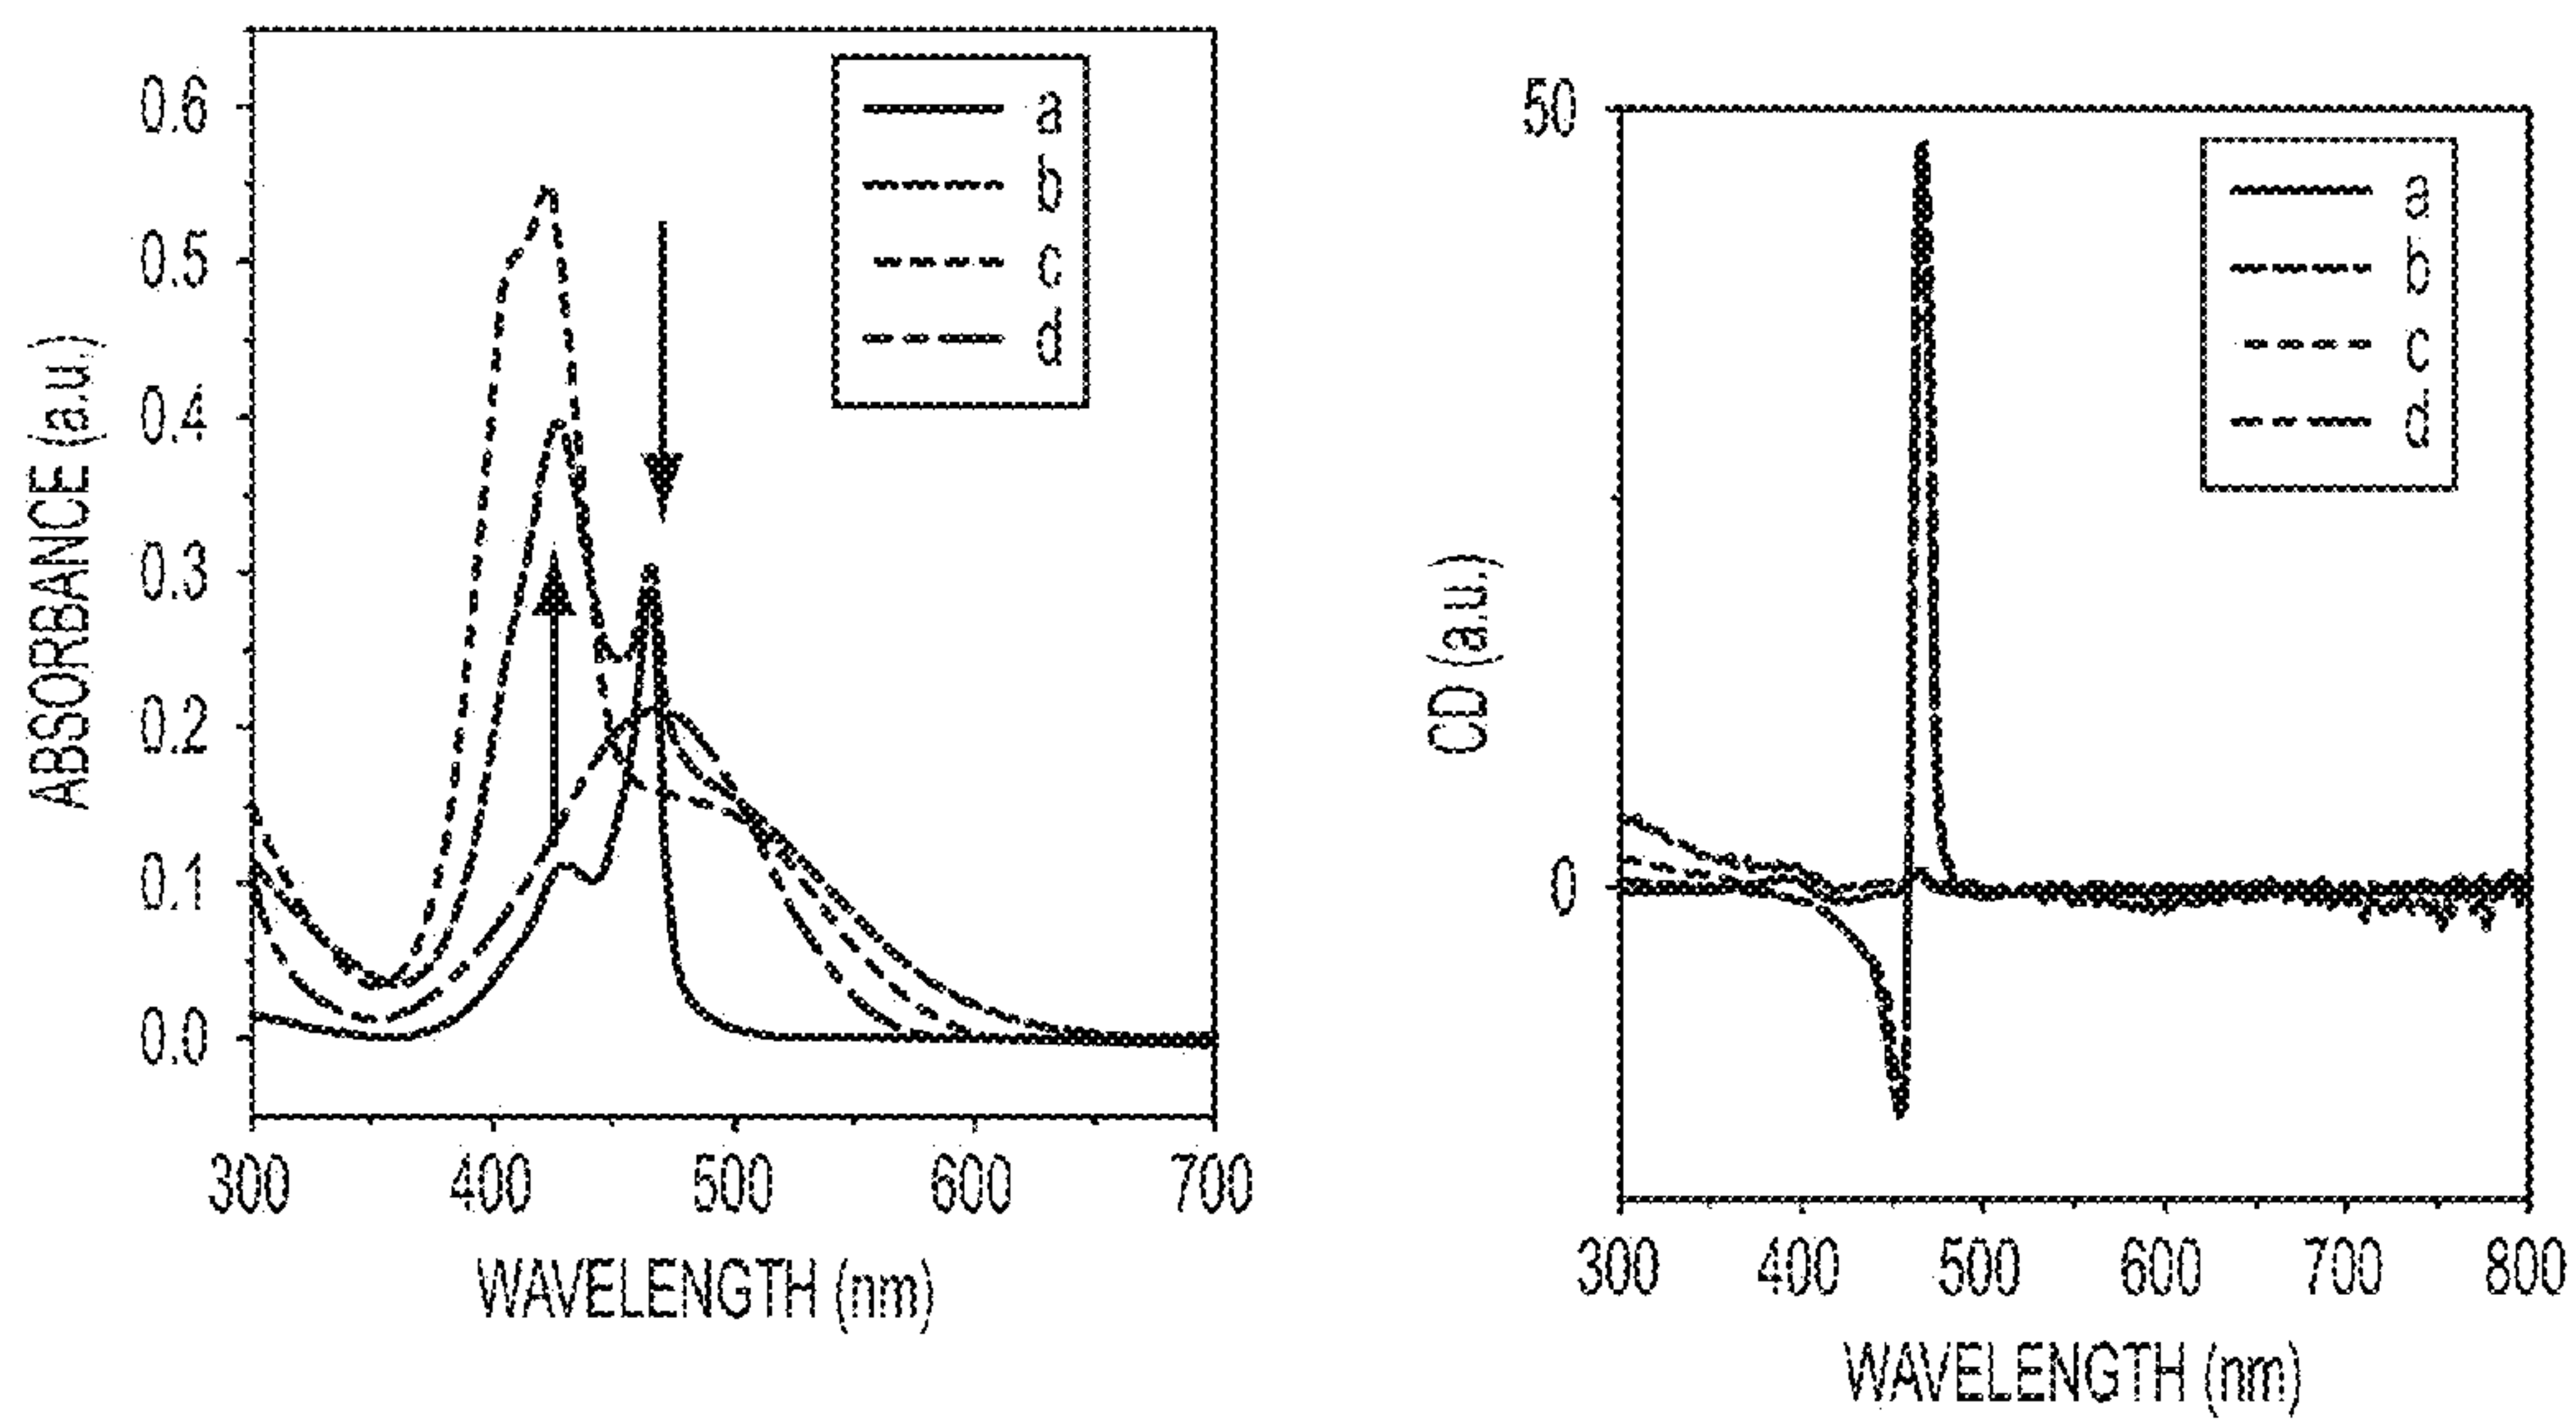 ABSORBANCE (a.u.)
0.6
0.5
0.4
0.3
0.2
0.1
0.0
a
b
c
d
300 400 500 600 700
WAVELENGTH (nm)
CD (a.u.)
50
0
a
b
c
d
300 400 500 600 700 800
WAVELENGTH (nm)